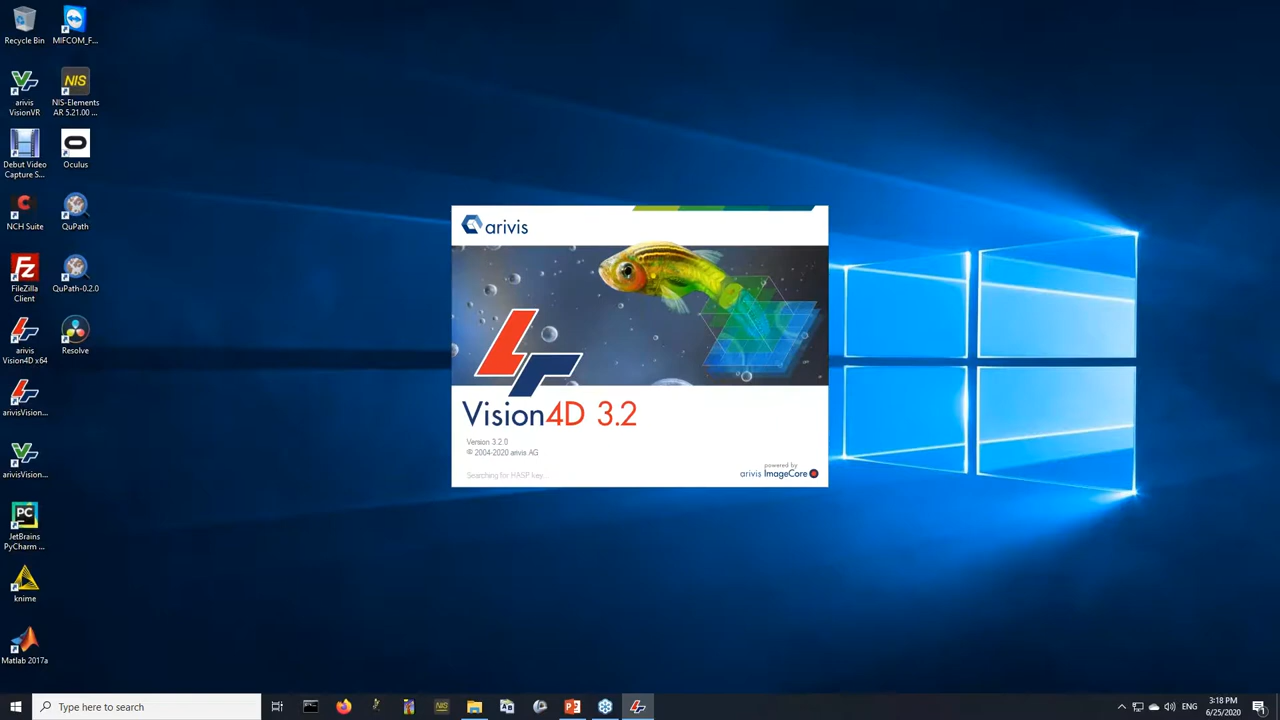 Recycle Bin
MIFCOM_F...
arivis
VisionVR
NIS
NIS-Elements
AR 5.21.00 ...
Debut Video
Capture S...
Oculus
NCH Suite
QuPath
Fz
FileZilla
Client
QuPath-0.2.0
arivis
Vision4D x64
Resolve
arivisVision...
arivisVision...
PC
JetBrains
PyCharm ...
knime
Matlab 2017a
arivis
Vision4D 3.2
Version 3.2.0
© 2004-2020 arivis AG
Searching for HASP key...
powered by
arivis ImageCore
Type here to search
NIS
ENG
3:18 PM
6/25/2020